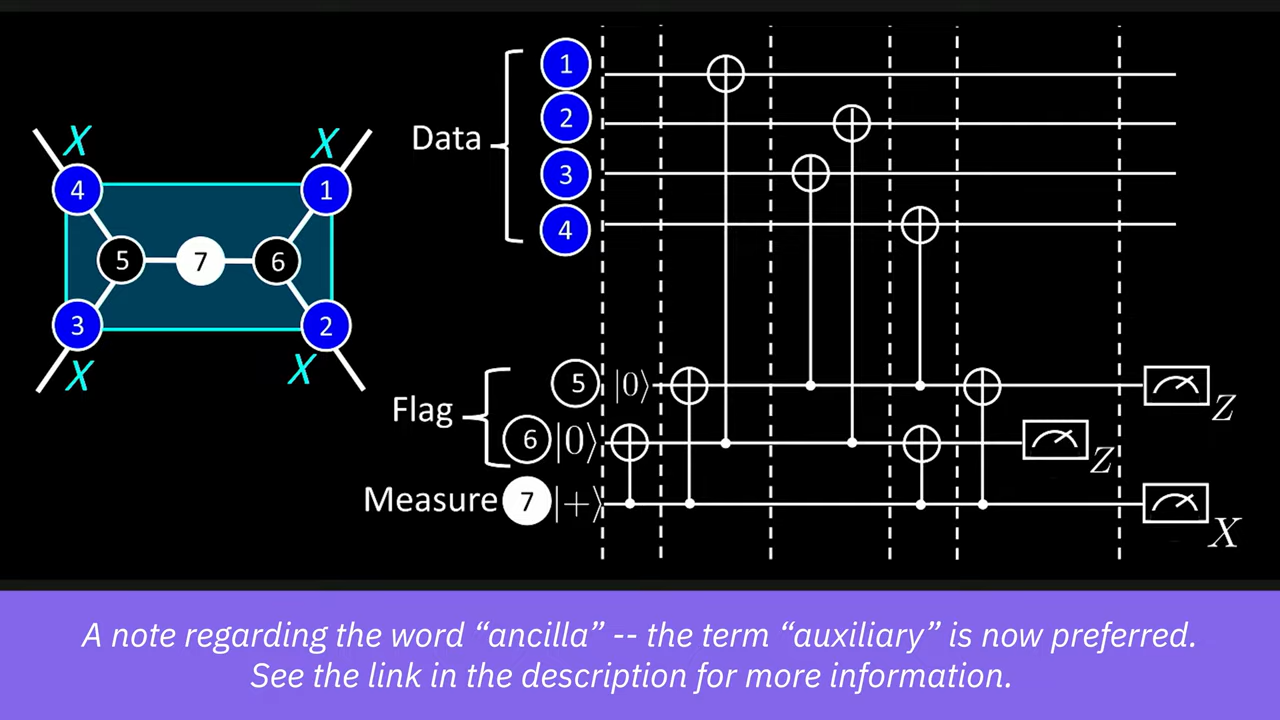 X X
4 1
5 7 6
3 2
X X
Data
1
2
3
4
Flag
5 |0⟩
6 |0⟩
Measure 7 |+⟩
Z
Z
X
A note regarding the word “ancilla” -- the term “auxiliary” is now preferred.
See the link in the description for more information.